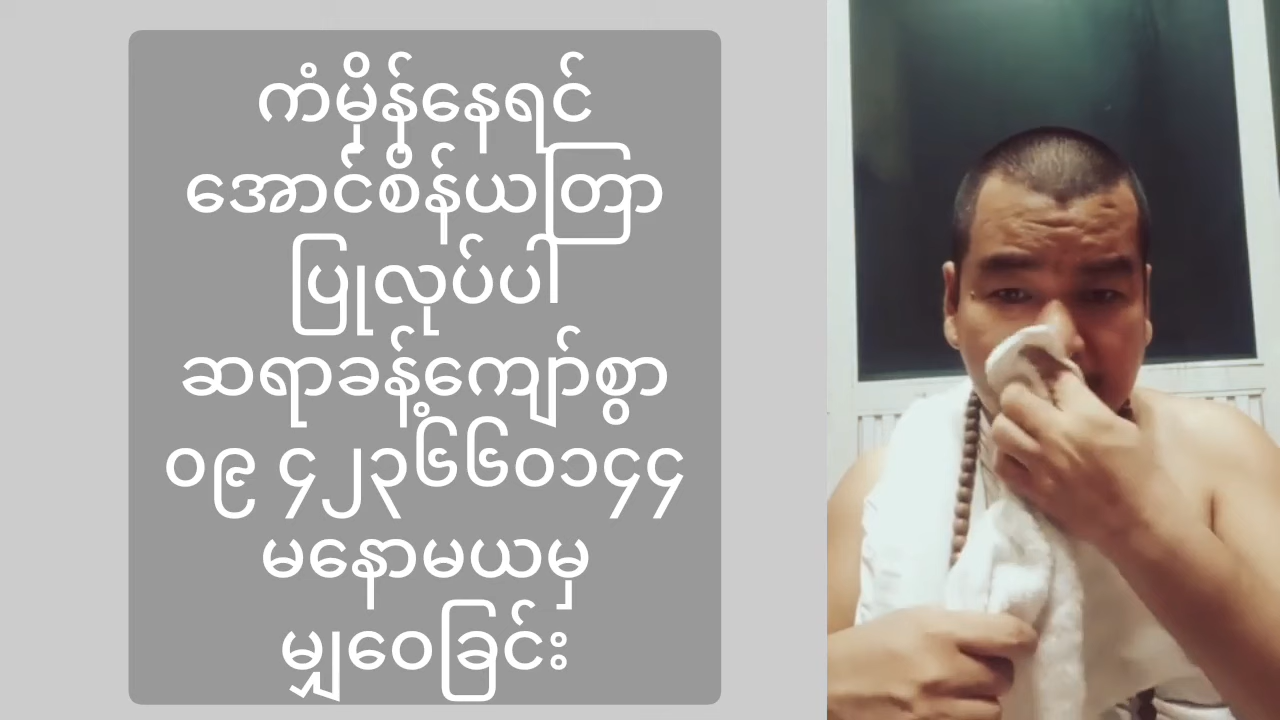 ကံမှိန်နေရင်
အောင်စိန်ယတြာ
ပြုလုပ်ပါ
ဆရာခန့်ကျော်စွာ
၀၉ ၄၂၃၆၆၀၁၄၄
မနောမယမှ
မျှဝေခြင်း